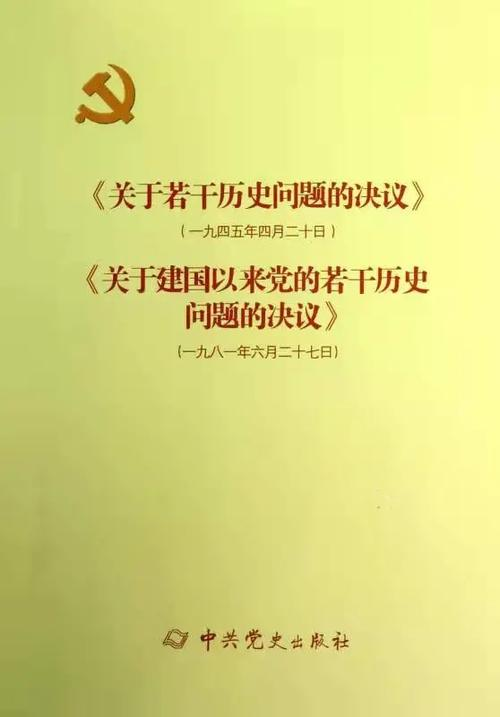 《关于若干历史问题的决议》
（一九四五年四月二十日）
《关于建国以来党的若干历史
问题的决议》
（一九八一年六月二十七日）
中共党史出版社